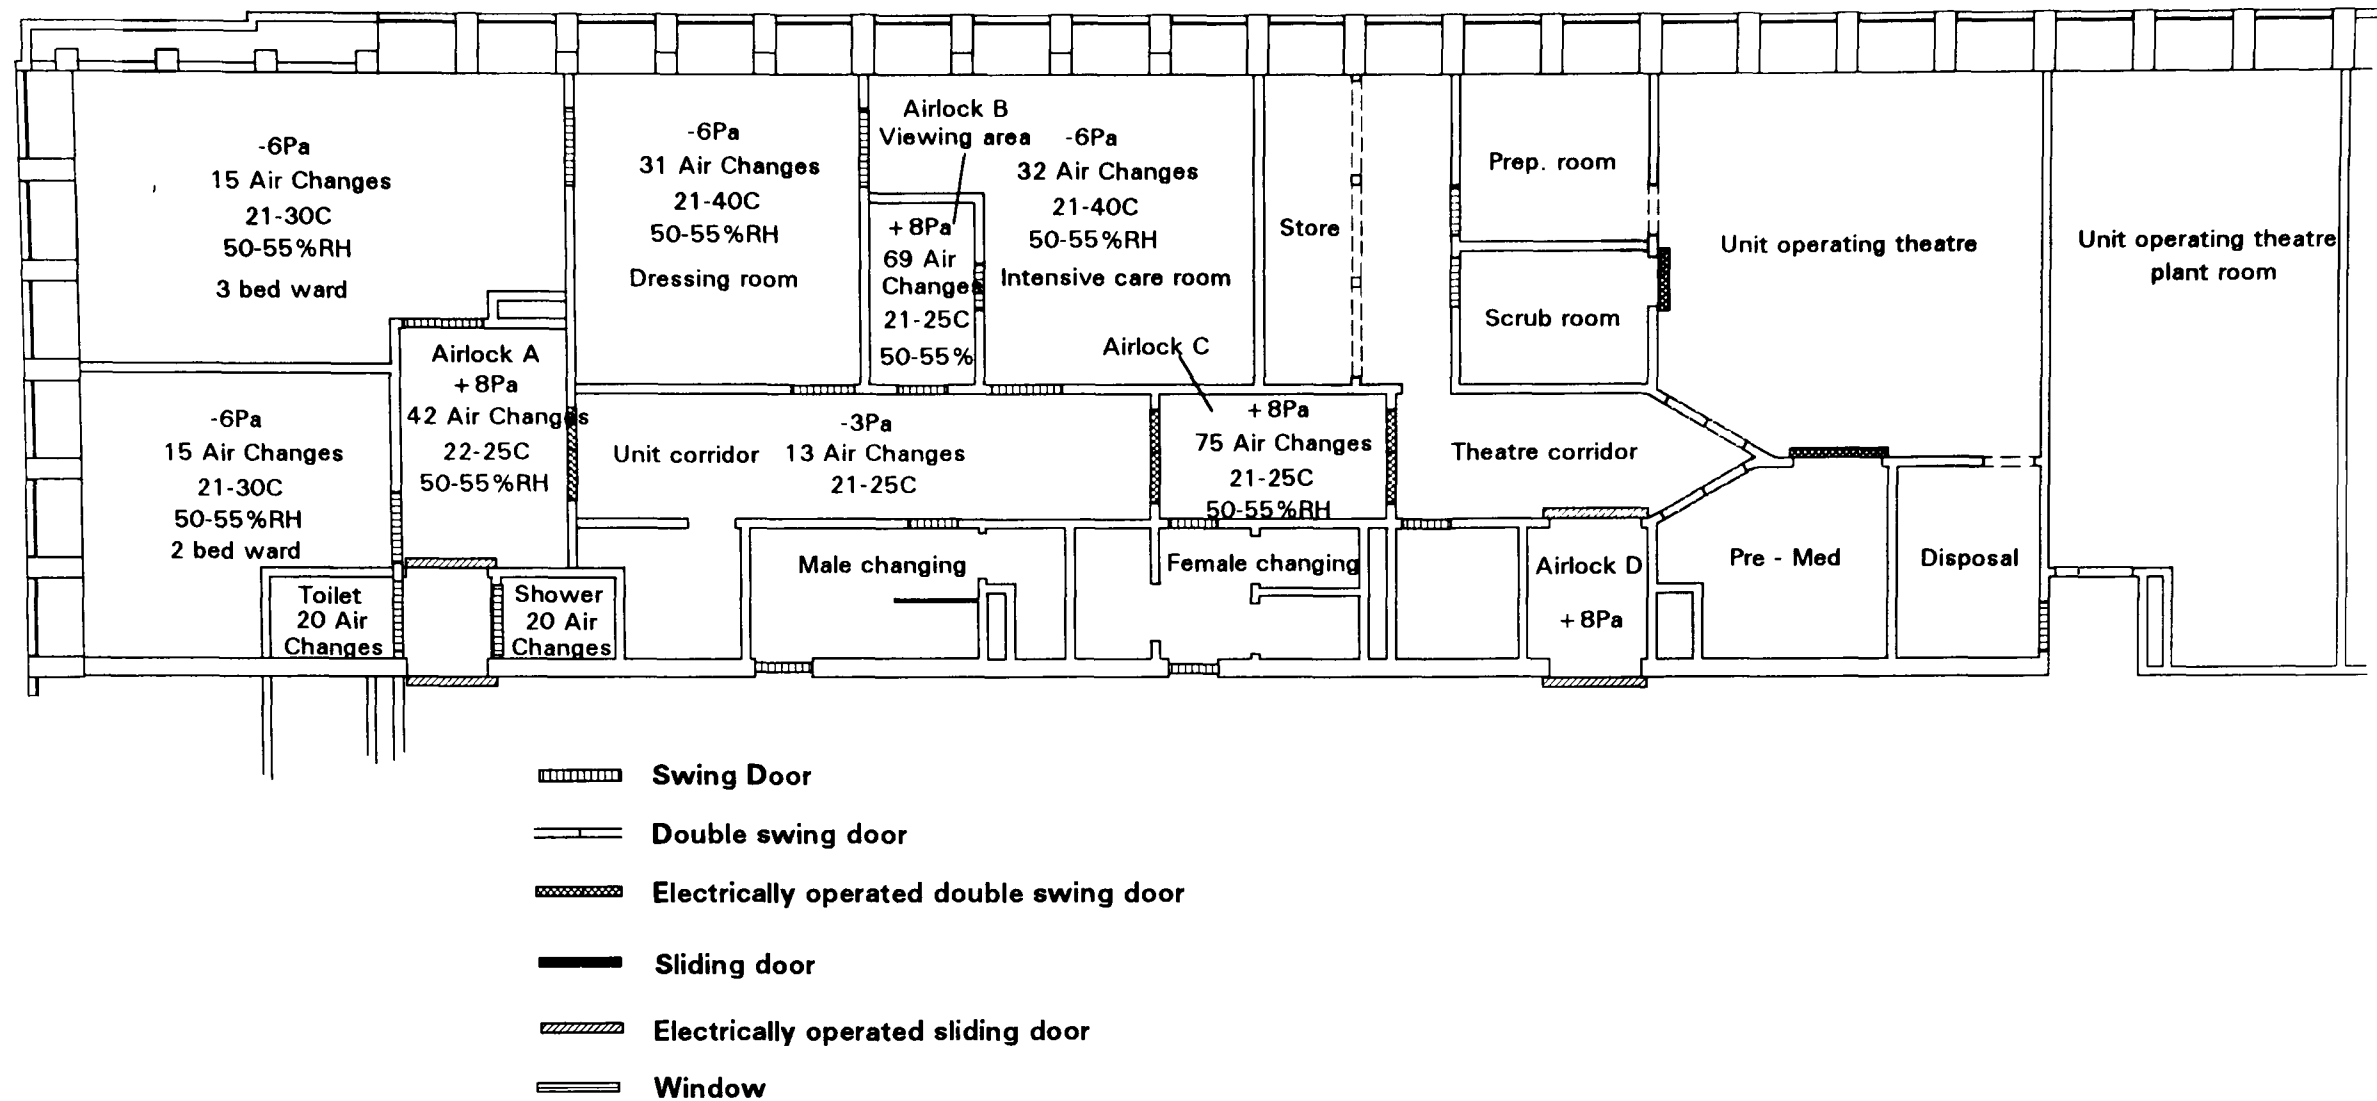 -6Pa
15 Air Changes
21-30C
50-55%RH
3 bed ward
-6Pa
31 Air Changes
21-40C
50-55%RH
Dressing room
Airlock B
Viewing area
+8Pa
69 Air
Changes
21-25C
50-55%
-6Pa
32 Air Changes
21-40C
50-55%RH
Intensive care room
Store
Prep. room
Scrub room
Unit operating theatre
Unit operating theatre
plant room
Airlock A
+8Pa
42 Air Changes
22-25C
50-55%RH
-6Pa
15 Air Changes
21-30C
50-55%RH
2 bed ward
Unit corridor
-3Pa
13 Air Changes
21-25C
Airlock C
+8Pa
75 Air Changes
21-25C
50-55%RH
Theatre corridor
Toilet
20 Air
Changes
Shower
20 Air
Changes
Male changing
Female changing
Airlock D
+8Pa
Pre - Med
Disposal
Swing Door
Double swing door
Electrically operated double swing door
Sliding door
Electrically operated sliding door
Window